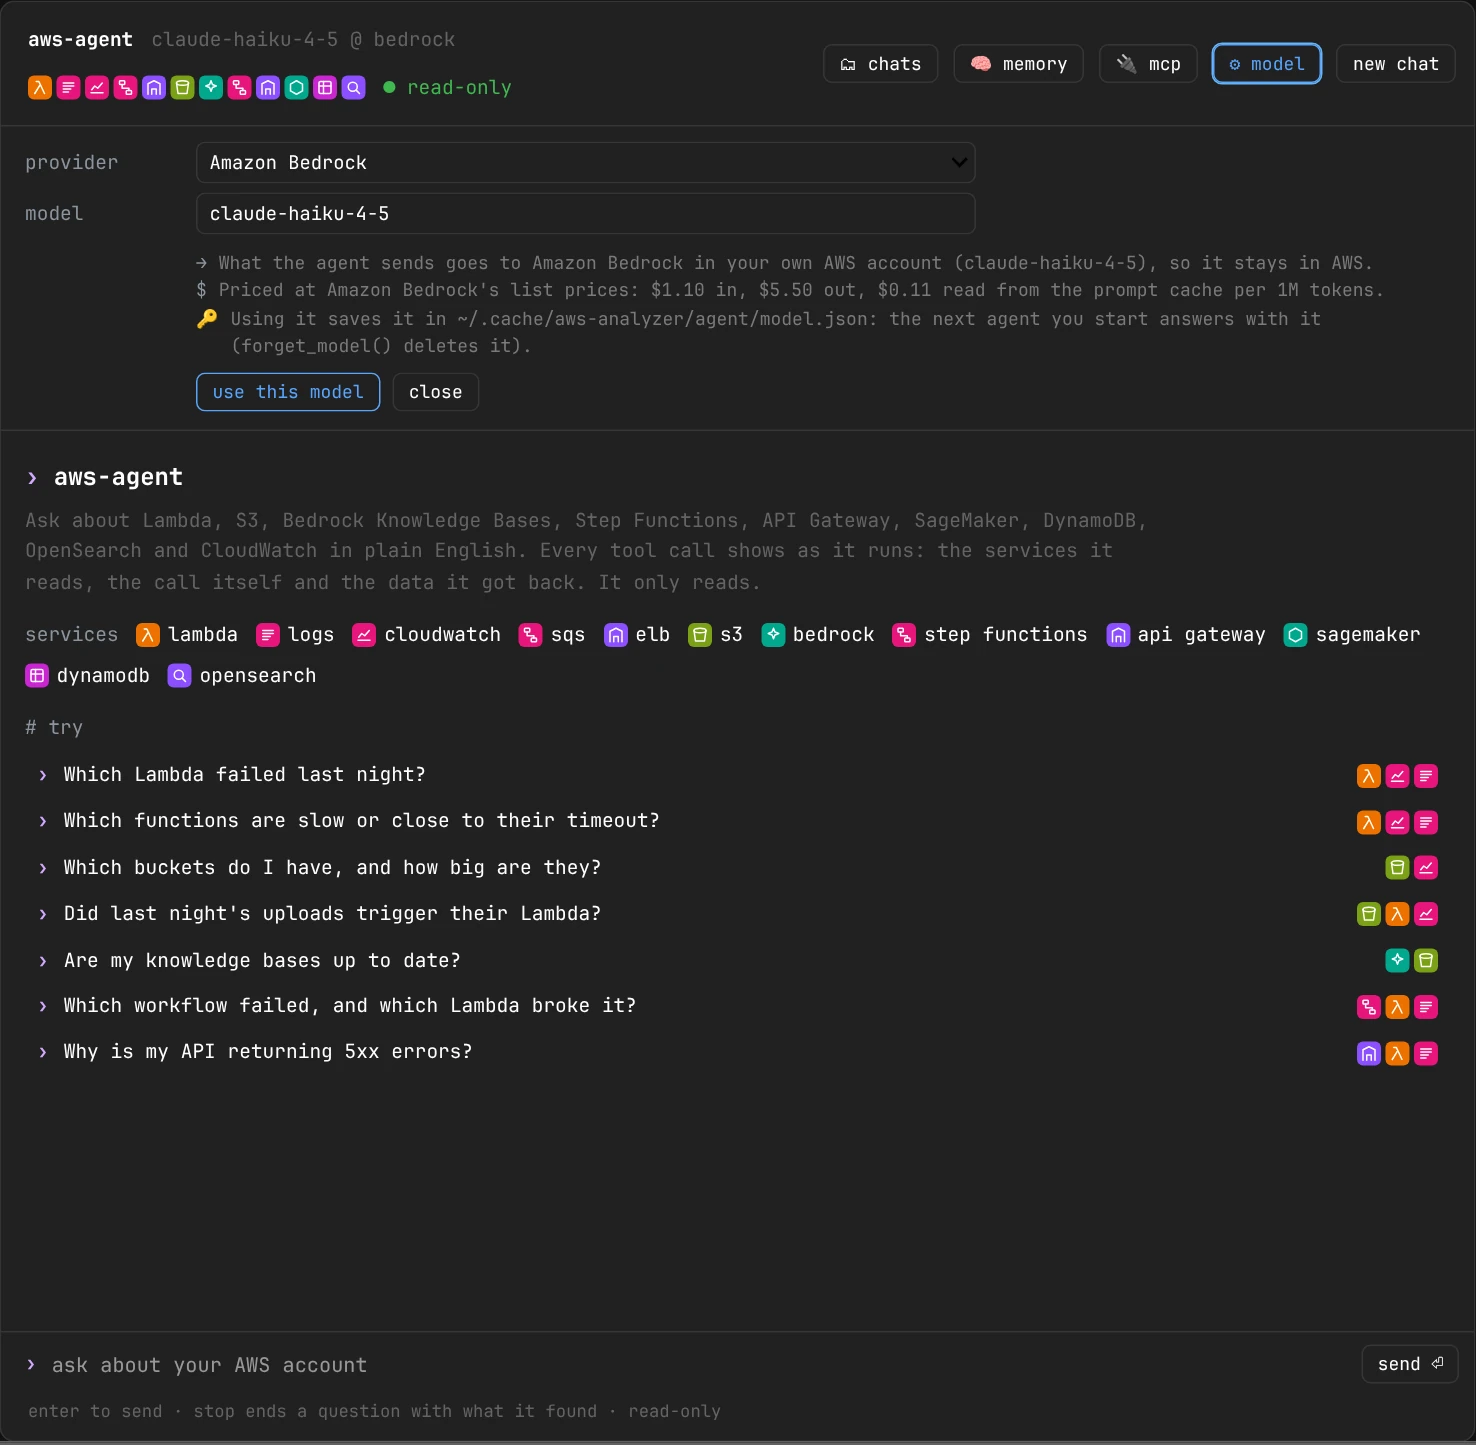 aws-agent claude-haiku-4-5 @ bedrock
read-only
chats
memory
mcp
model
new chat
provider
Amazon Bedrock
model
claude-haiku-4-5
→ What the agent sends goes to Amazon Bedrock in your own AWS account (claude-haiku-4-5), so it stays in AWS.
$ Priced at Amazon Bedrock's list prices: $1.10 in, $5.50 out, $0.11 read from the prompt cache per 1M tokens.
🔑 Using it saves it in ~/.cache/aws-analyzer/agent/model.json: the next agent you start answers with it
(forget_model() deletes it).
use this model
close
› aws-agent
Ask about Lambda, S3, Bedrock Knowledge Bases, Step Functions, API Gateway, SageMaker, DynamoDB,
OpenSearch and CloudWatch in plain English. Every tool call shows as it runs: the services it
reads, the call itself and the data it got back. It only reads.
services lambda logs cloudwatch sqs elb s3 bedrock step functions api gateway sagemaker
dynamodb opensearch
# try
› Which Lambda failed last night?
› Which functions are slow or close to their timeout?
› Which buckets do I have, and how big are they?
› Did last night's uploads trigger their Lambda?
› Are my knowledge bases up to date?
› Which workflow failed, and which Lambda broke it?
› Why is my API returning 5xx errors?
› ask about your AWS account
send ⏎
enter to send · stop ends a question with what it found · read-only